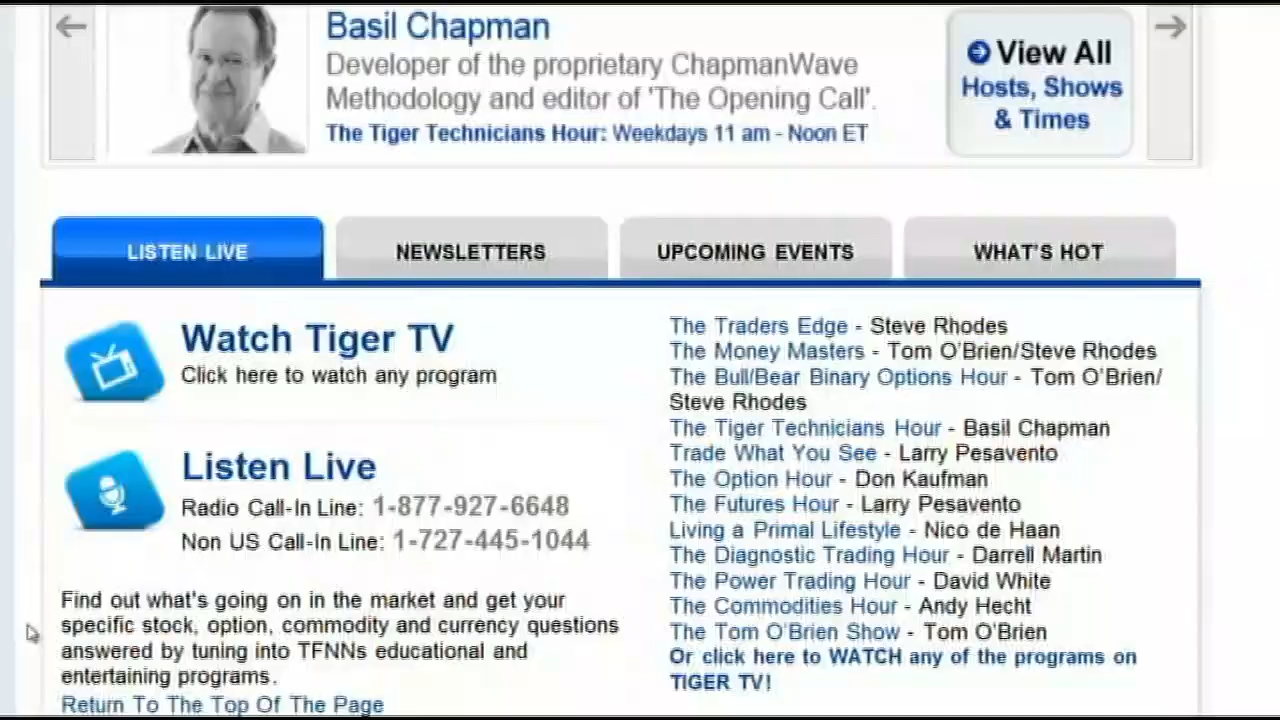 Basil Chapman
Developer of the proprietary ChapmanWave
Methodology and editor of 'The Opening Call'.
The Tiger Technicians Hour: Weekdays 11 am - Noon ET
View All
Hosts, Shows
& Times
LISTEN LIVE
NEWSLETTERS
UPCOMING EVENTS
WHAT'S HOT
Watch Tiger TV
Click here to watch any program
Listen Live
Radio Call-In Line: 1-877-927-6648
Non US Call-In Line: 1-727-445-1044
Find out what's going on in the market and get your
specific stock, option, commodity and currency questions
answered by tuning into TFNNs educational and
entertaining programs.
Return To The Top Of The Page
The Traders Edge - Steve Rhodes
The Money Masters - Tom O'Brien/Steve Rhodes
The Bull/Bear Binary Options Hour - Tom O'Brien/
Steve Rhodes
The Tiger Technicians Hour - Basil Chapman
Trade What You See - Larry Pesavento
The Option Hour - Don Kaufman
The Futures Hour - Larry Pesavento
Living a Primal Lifestyle - Nico de Haan
The Diagnostic Trading Hour - Darrell Martin
The Power Trading Hour - David White
The Commodities Hour - Andy Hecht
The Tom O'Brien Show - Tom O'Brien
Or click here to WATCH any of the programs on
TIGER TV!